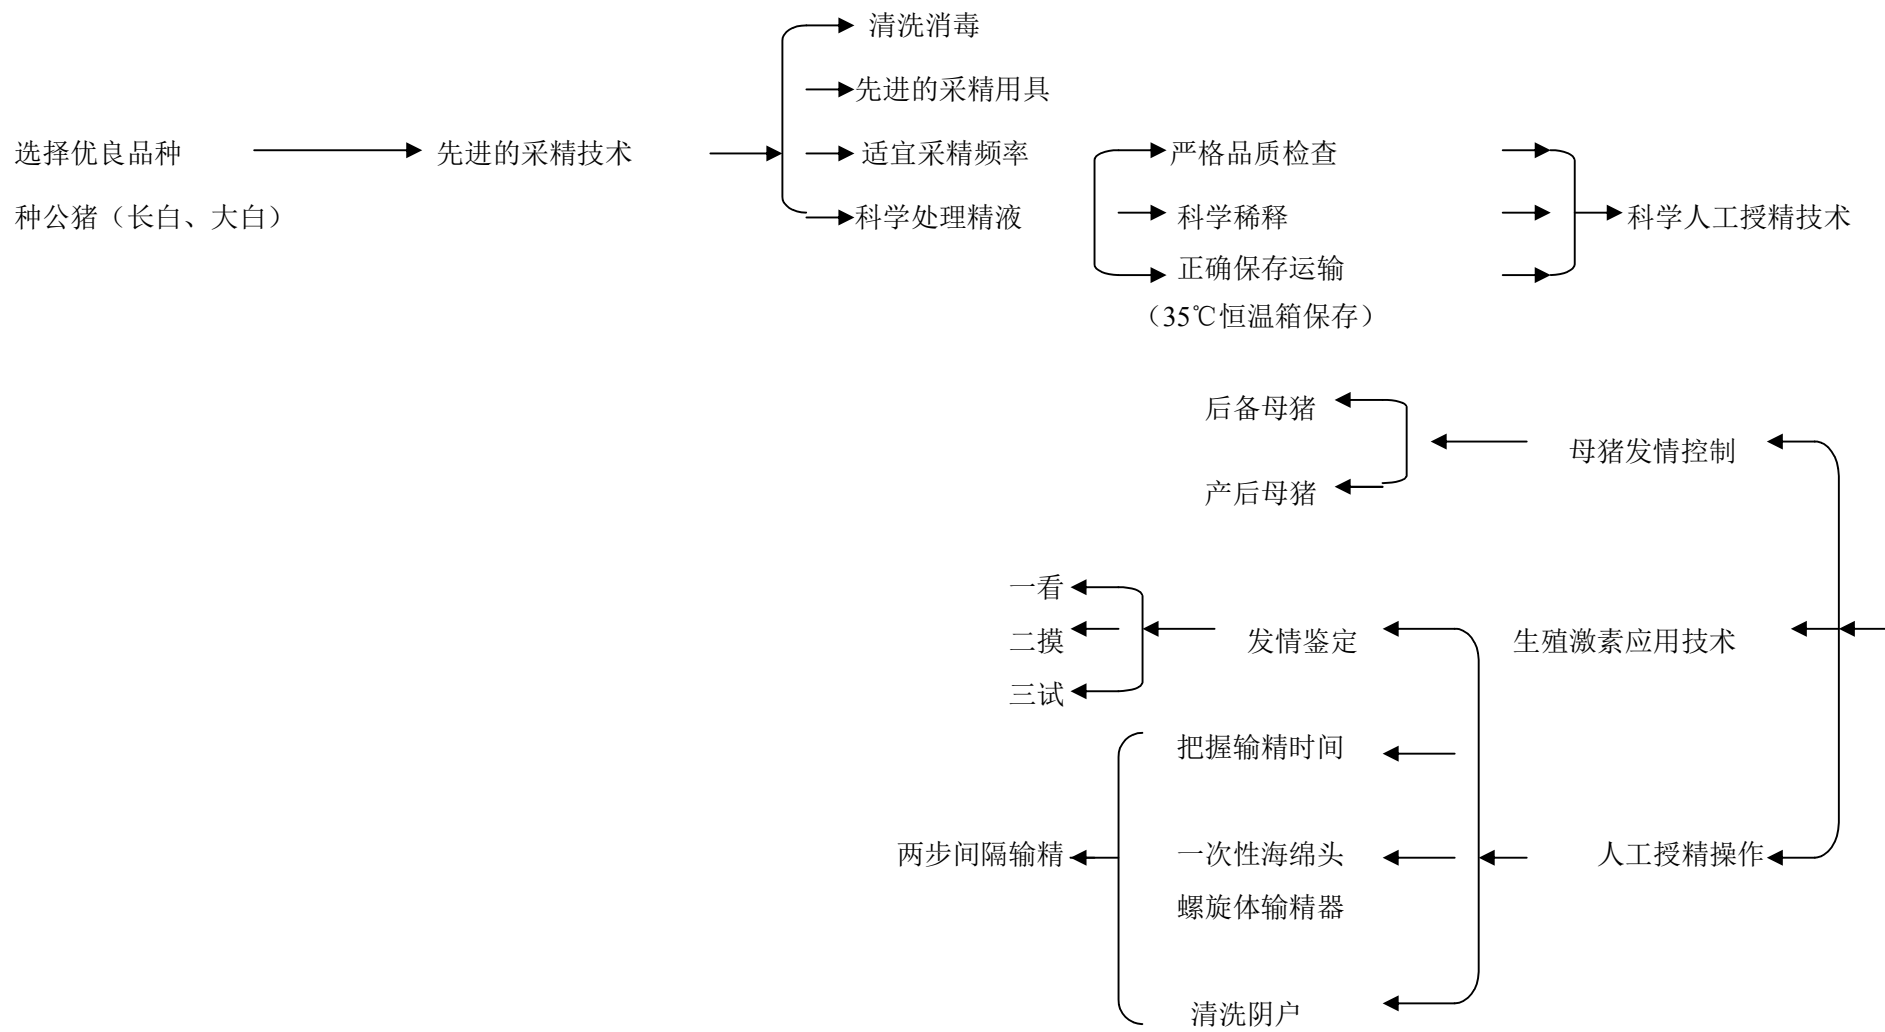 清洗消毒
先进的采精用具
选择优良品种
先进的采精技术
适宜采精频率
严格品质检查
种公猪（长白、大白）
科学处理精液
科学稀释
科学人工授精技术
正确保存运输
（35℃恒温箱保存）
后备母猪
母猪发情控制
产后母猪
一看
二摸
发情鉴定
生殖激素应用技术
三试
把握输精时间
两步间隔输精
一次性海绵头
人工授精操作
螺旋体输精器
清洗阴户